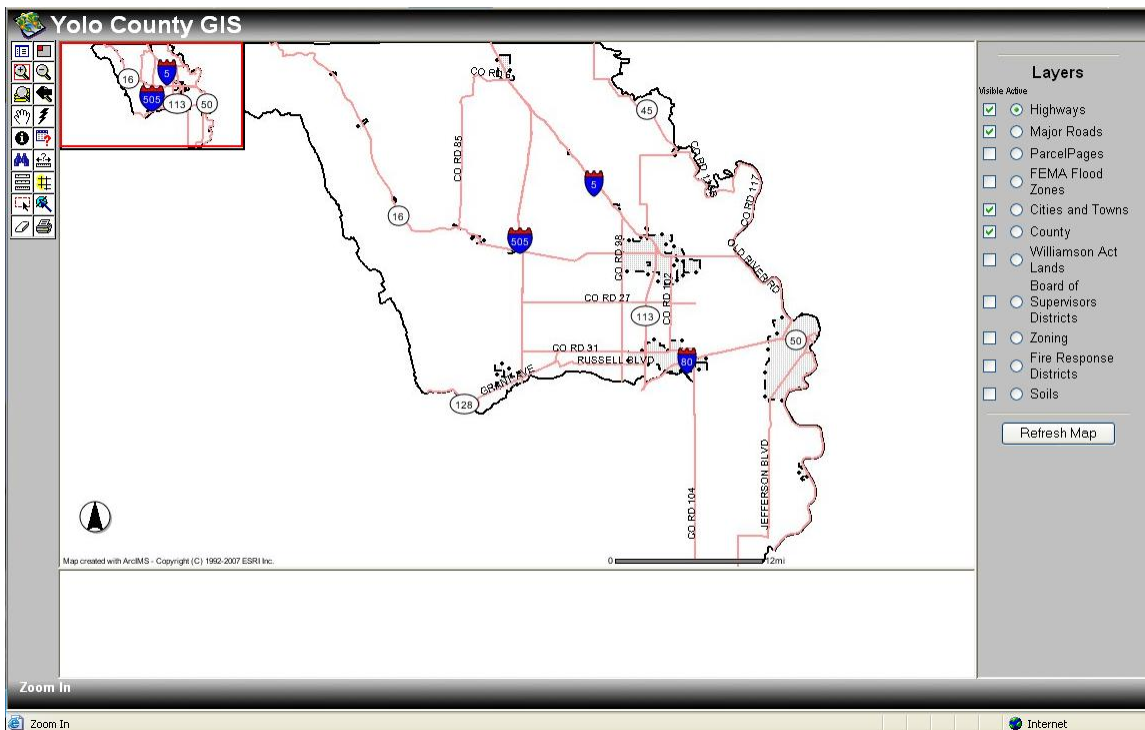 Yolo County GIS
16
5
505
113
50
CO RD 6
45
CO RD 85
5
CO RD 117
16
505
CO RD 98
OLD RIVER RD
CO RD 102
CO RD 27
113
50
CO RD 31
RUSSELL BLVD
80
GRANT AVE
128
JEFFERSON BLVD
CO RD 104
Map created with ArcIMS - Copyright (C) 1992-2007 ESRI Inc.
0 12mi
Layers
Visible Active
Highways
Major Roads
ParcelPages
FEMA Flood
Zones
Cities and Towns
County
Williamson Act
Lands
Board of
Supervisors
Districts
Zoning
Fire Response
Districts
Soils
Refresh Map
Zoom In
Zoom In
Internet